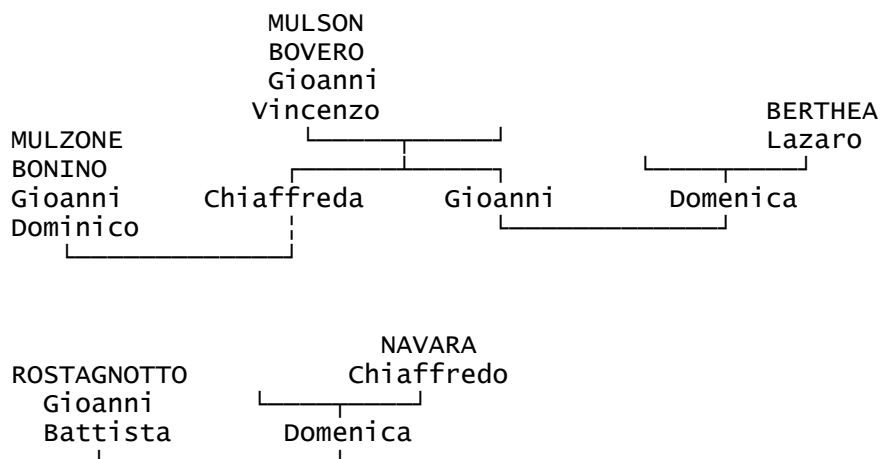 MULSON
BOVERO
Gioanni
Vincenzo BERTHEA
MULZONE Lazaro
BONINO
Gioanni Chiaffreda Gioanni Domenica
Dominico
NAVARA
ROSTAGNOTTO Chiaffredo
Gioanni
Battista Domenica